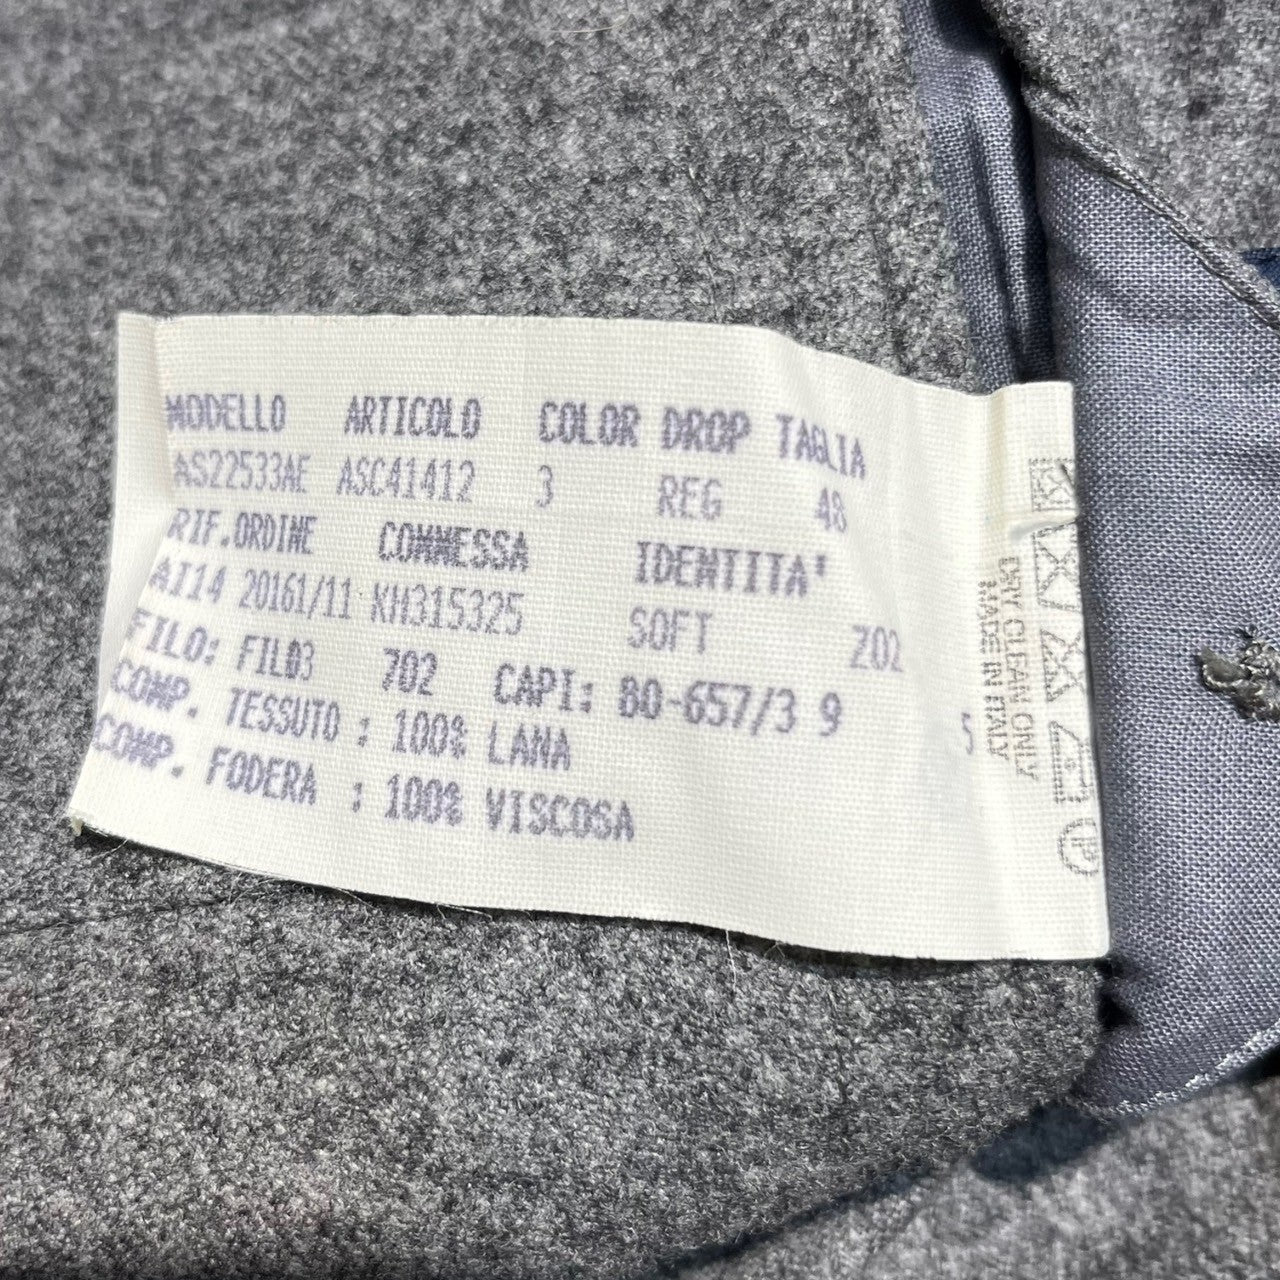 MODELLO ARTICOLO COLOR DROP TAGLIA
AS22533AE ASC41412 3 REG 48
RIF.ORDINE COMMESSA IDENTITA'
AI14 20161/11 KH315325 SOFT Z02
FILO: FIL03 702 CAPI: BO-657/3 9 5
COMP. TESSUTO : 100% LANA
COMP. FODERA : 100% VISCOSA
DRY CLEAN ONLY
MADE IN ITALY